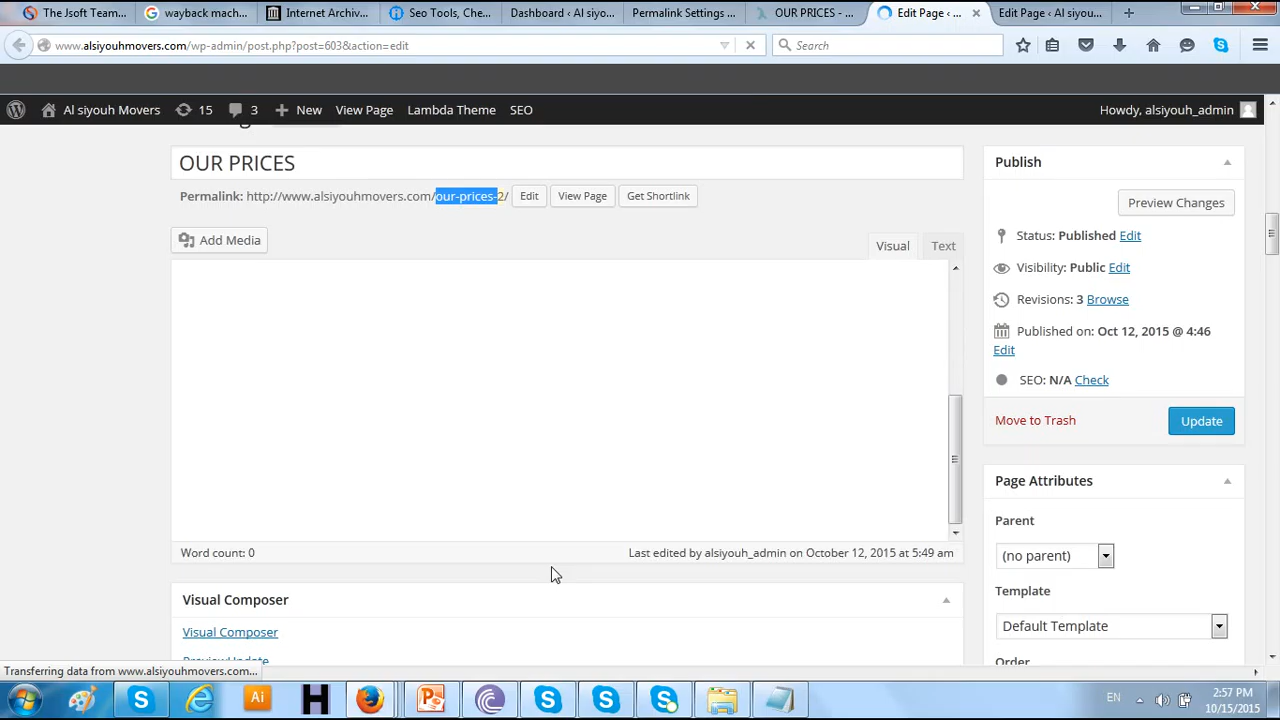 The Jsoft Team...
wayback mach...
Internet Archiv...
Seo Tools, Che...
Dashboard ‹ Al siyo...
Permalink Settings ...
OUR PRICES - ...
Edit Page ‹ ...
Edit Page ‹ Al siyou...
www.alsiyouhmovers.com/wp-admin/post.php?post=603&action=edit
Search
Al siyouh Movers
15
3
New
View Page
Lambda Theme
SEO
Howdy, alsiyouh_admin
OUR PRICES
Permalink: http://www.alsiyouhmovers.com/our-prices-2/
Edit
View Page
Get Shortlink
Add Media
Visual
Text
Word count: 0
Last edited by alsiyouh_admin on October 12, 2015 at 5:49 am
Visual Composer
Visual Composer
Preview Update
Publish
Preview Changes
Status: Published Edit
Visibility: Public Edit
Revisions: 3 Browse
Published on: Oct 12, 2015 @ 4:46
Edit
SEO: N/A Check
Move to Trash
Update
Page Attributes
Parent
(no parent)
Template
Default Template
Order
Transferring data from www.alsiyouhmovers.com...
Ai
EN
2:57 PM
10/15/2015